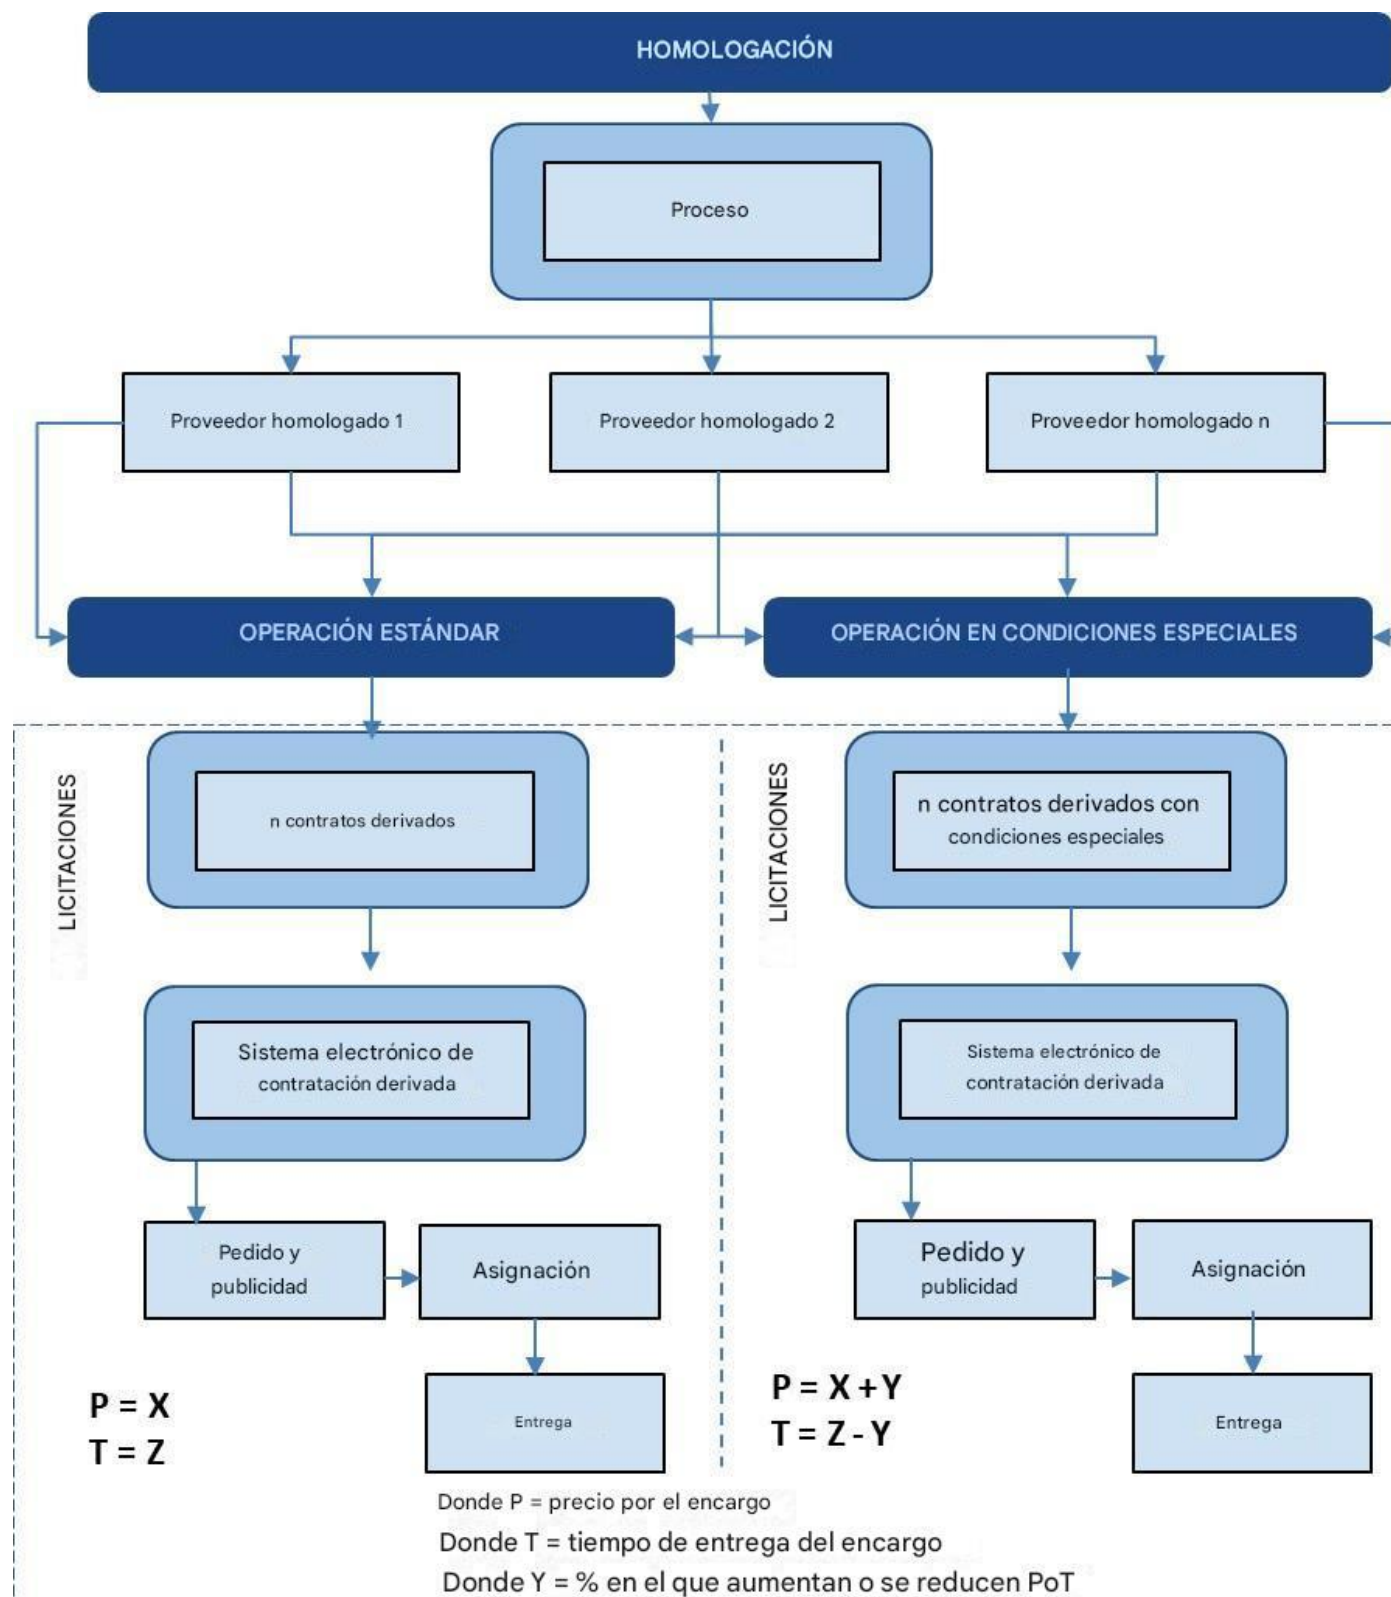 HOMOLOGACIÓN
Proceso
Proveedor homologado 1
Proveedor homologado 2
Proveedor homologado n
OPERACIÓN ESTÁNDAR
OPERACIÓN EN CONDICIONES ESPECIALES
LICITACIONES
n contratos derivados
Sistema electrónico de
contratación derivada
Pedido y
publicidad
Asignación
Entrega
P = X
T = Z
LICITACIONES
n contratos derivados con
condiciones especiales
Sistema electrónico de
contratación derivada
Pedido y
publicidad
Asignación
Entrega
P = X + Y
T = Z - Y
Donde P = precio por el encargo
Donde T = tiempo de entrega del encargo
Donde Y = % en el que aumentan o se reducen PoT